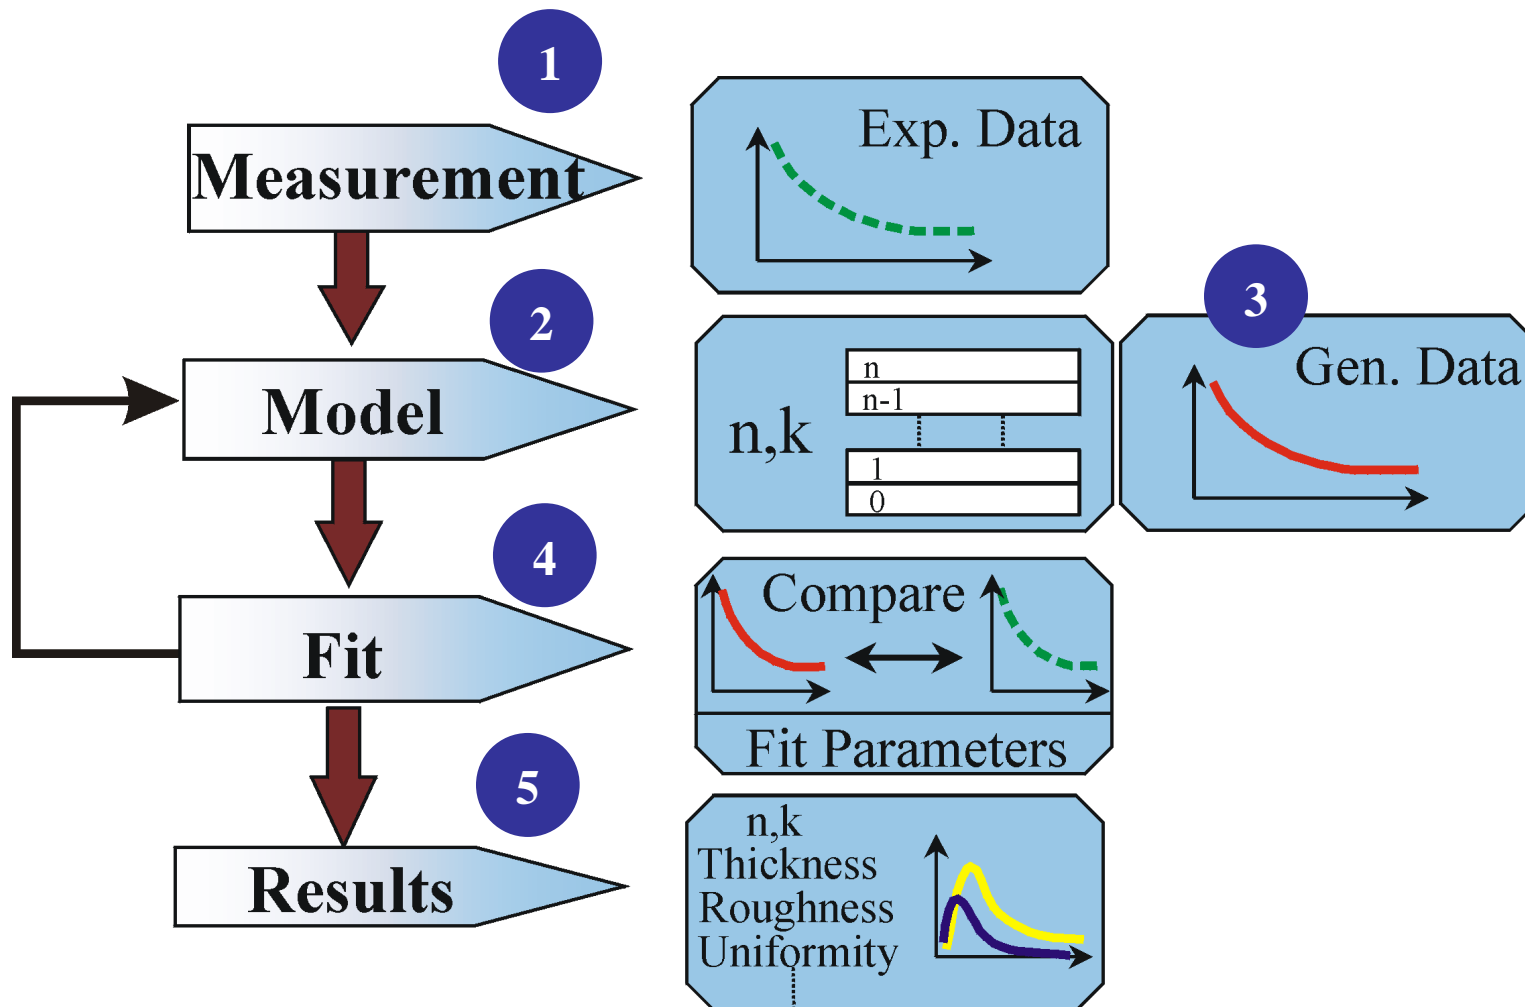 1
Measurement
Exp. Data
2
Model
n,k
n
n-1
1
0
3
Gen. Data
4
Fit
Compare
Fit Parameters
5
Results
n,k
Thickness
Roughness
Uniformity